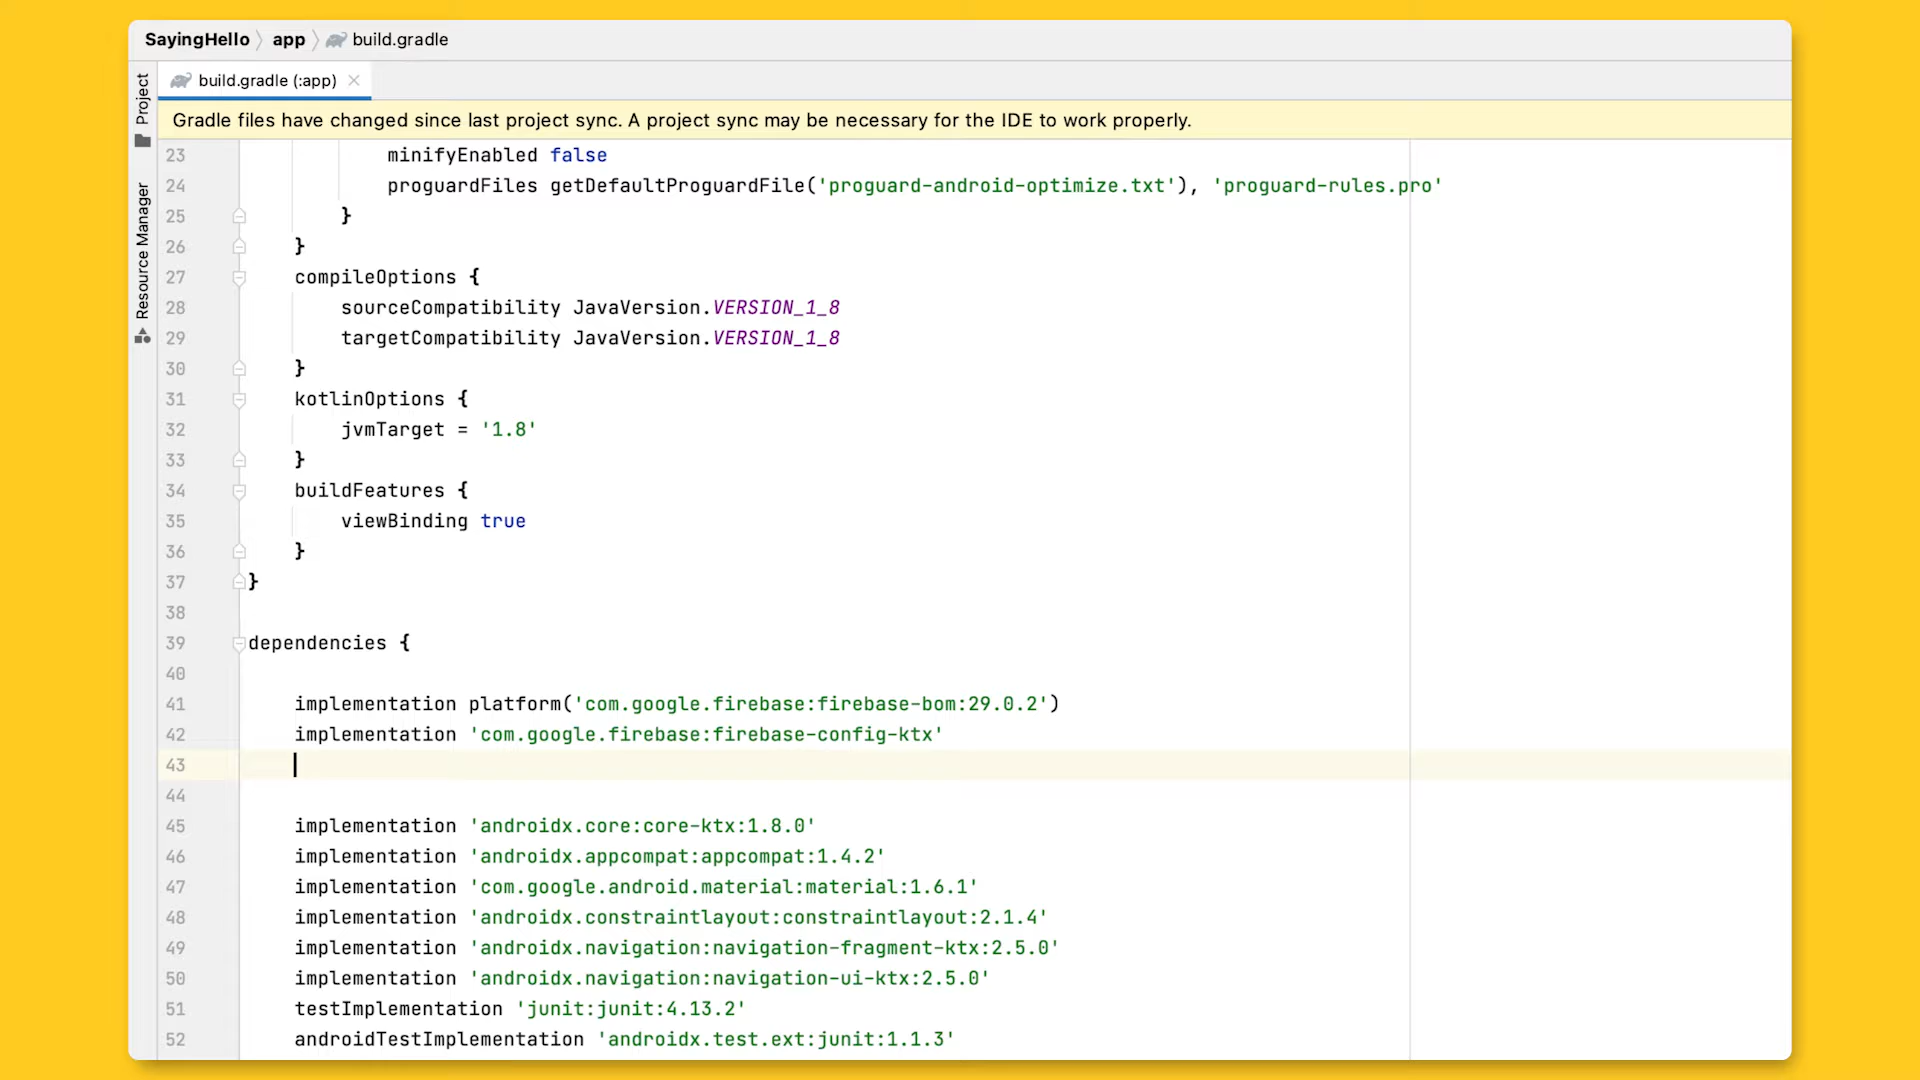 SayingHello app build.gradle
build.gradle (:app)
Project
Resource Manager
Gradle files have changed since last project sync. A project sync may be necessary for the IDE to work properly.
23 minifyEnabled false
24 proguardFiles getDefaultProguardFile('proguard-android-optimize.txt'), 'proguard-rules.pro'
25 }
26 }
27 compileOptions {
28 sourceCompatibility JavaVersion.VERSION_1_8
29 targetCompatibility JavaVersion.VERSION_1_8
30 }
31 kotlinOptions {
32 jvmTarget = '1.8'
33 }
34 buildFeatures {
35 viewBinding true
36 }
37 }
38
39 dependencies {
40
41 implementation platform('com.google.firebase:firebase-bom:29.0.2')
42 implementation 'com.google.firebase:firebase-config-ktx'
43
44
45 implementation 'androidx.core:core-ktx:1.8.0'
46 implementation 'androidx.appcompat:appcompat:1.4.2'
47 implementation 'com.google.android.material:material:1.6.1'
48 implementation 'androidx.constraintlayout:constraintlayout:2.1.4'
49 implementation 'androidx.navigation:navigation-fragment-ktx:2.5.0'
50 implementation 'androidx.navigation:navigation-ui-ktx:2.5.0'
51 testImplementation 'junit:junit:4.13.2'
52 androidTestImplementation 'androidx.test.ext:junit:1.1.3'